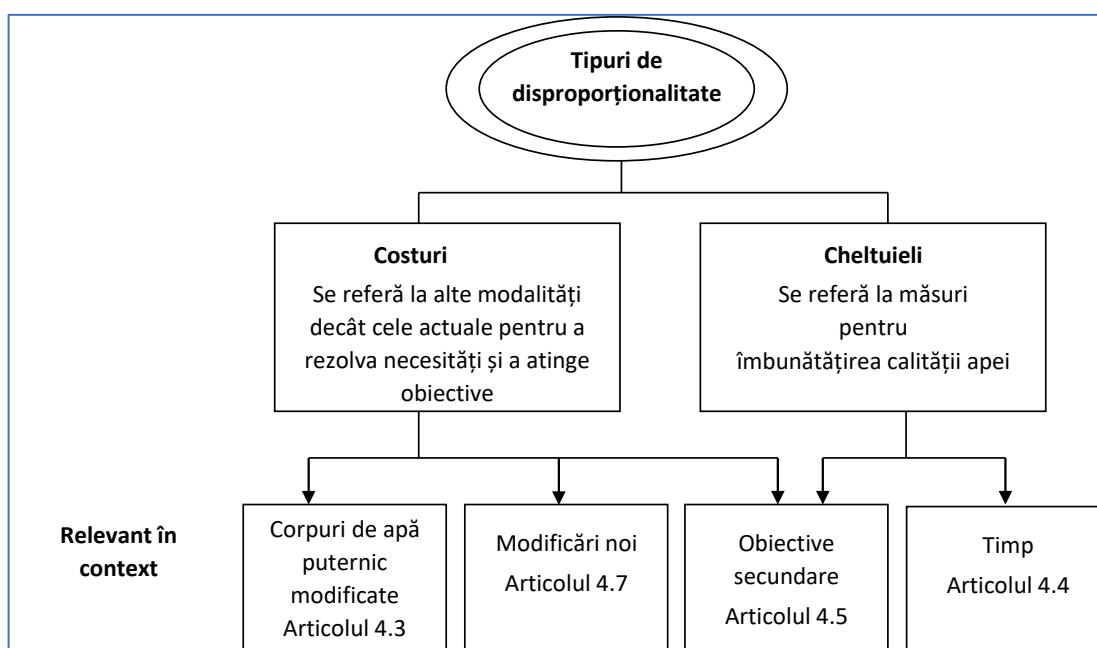 Tipuri de
disproporționalitate
Costuri
Se referă la alte modalități
decât cele actuale pentru a
rezolva necesități și a atinge
obiective
Cheltuieli
Se referă la măsuri
pentru
îmbunătățirea calității apei
Relevant în
context
Corpuri de apă
puternic
modificate
Articolul 4.3
Modificări noi
Articolul 4.7
Obiective
secundare
Articolul 4.5
Timp
Articolul 4.4